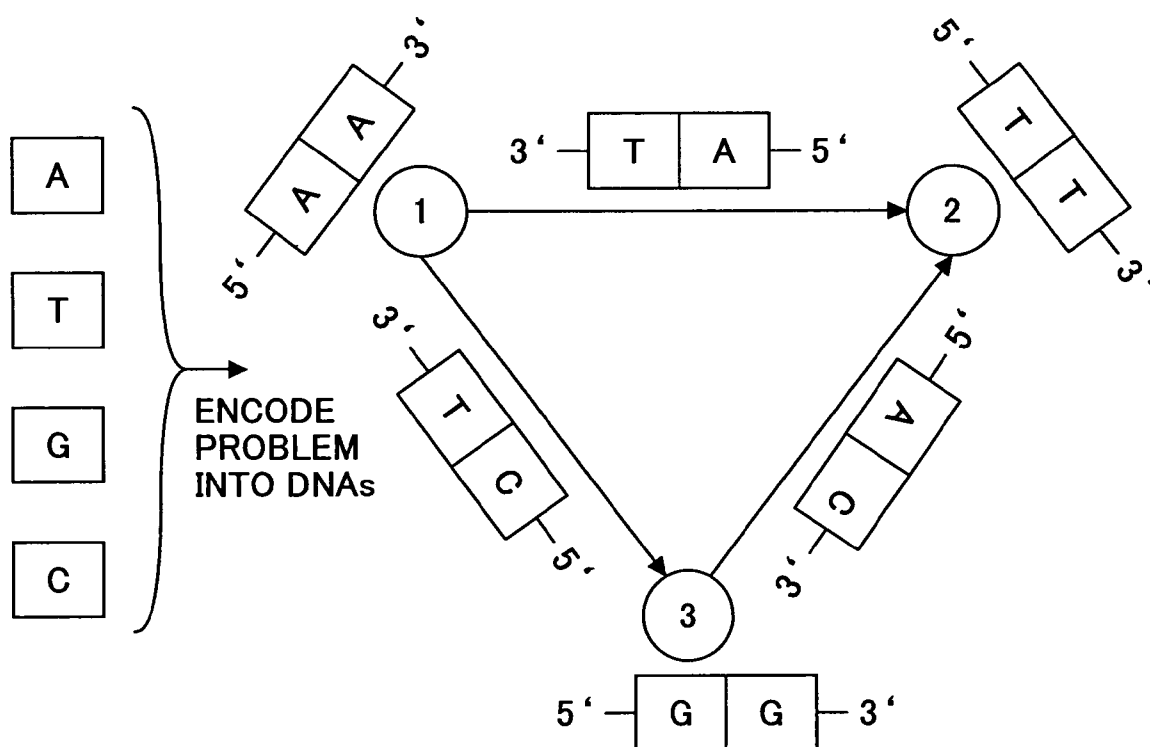 A
T
G
C
ENCODE
PROBLEM
INTO DNAs
5‘ A A 3‘
1
3‘ T A 5‘
2
5‘ T T 3‘
3‘ T C 5‘
3‘ C A 5‘
3
5‘ G G 3‘